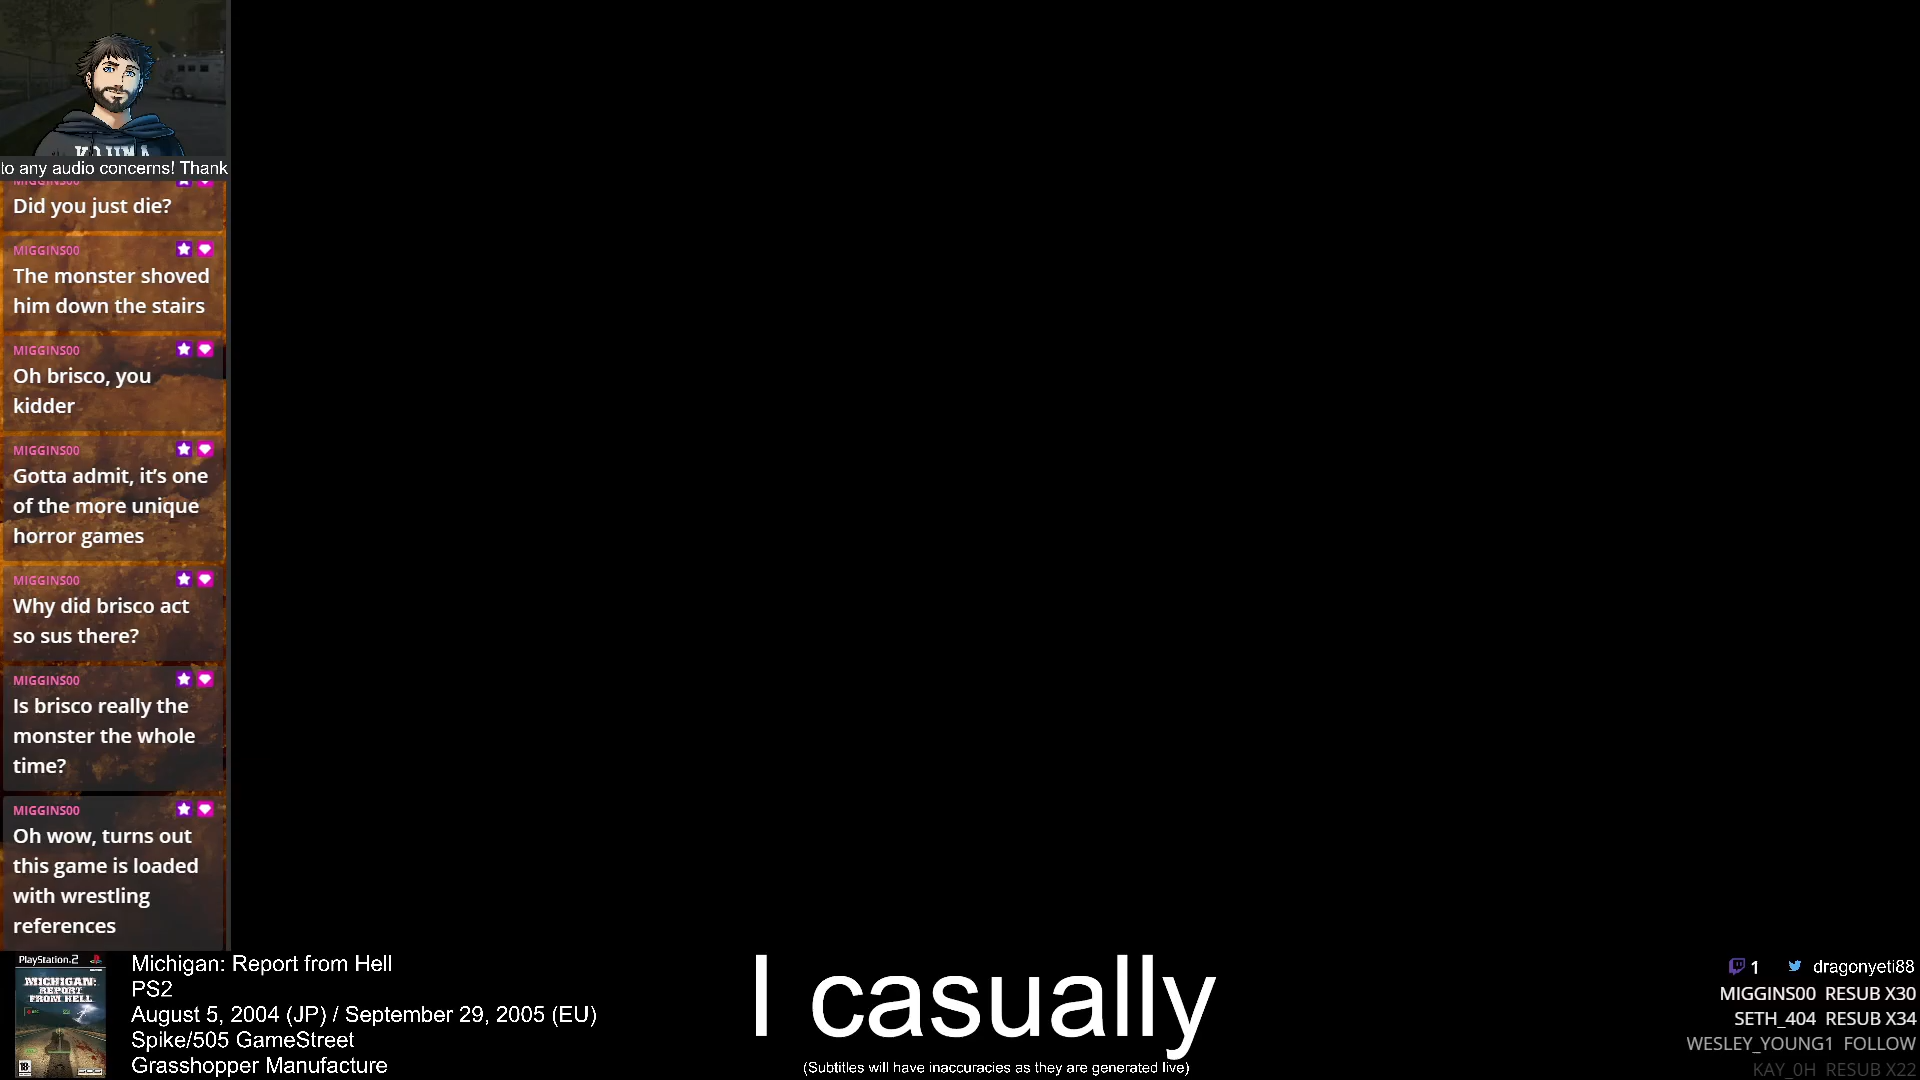 KOJIMA
to any audio concerns! Thank
MIGGINS00
Did you just die?
MIGGINS00
The monster shoved
him down the stairs
MIGGINS00
Oh brisco, you
kidder
MIGGINS00
Gotta admit, it's one
of the more unique
horror games
MIGGINS00
Why did brisco act
so sus there?
MIGGINS00
Is brisco really the
monster the whole
time?
MIGGINS00
Oh wow, turns out
this game is loaded
with wrestling
references
PlayStation.2
MICHIGAN:
REPORT
FROM HELL
18
505
Michigan: Report from Hell
PS2
August 5, 2004 (JP) / September 29, 2005 (EU)
Spike/505 GameStreet
Grasshopper Manufacture
I casually
(Subtitles will have inaccuracies as they are generated live)
1 dragonyeti88
MIGGINS00 RESUB X30
SETH_404 RESUB X34
WESLEY_YOUNG1 FOLLOW
KAY_0H RESUB X22